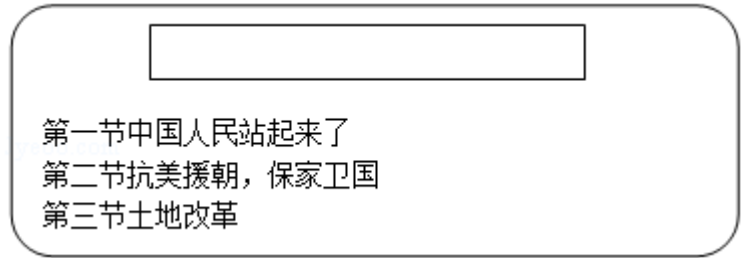 第一节中国人民站起来了
第二节抗美援朝，保家卫国
第三节土地改革